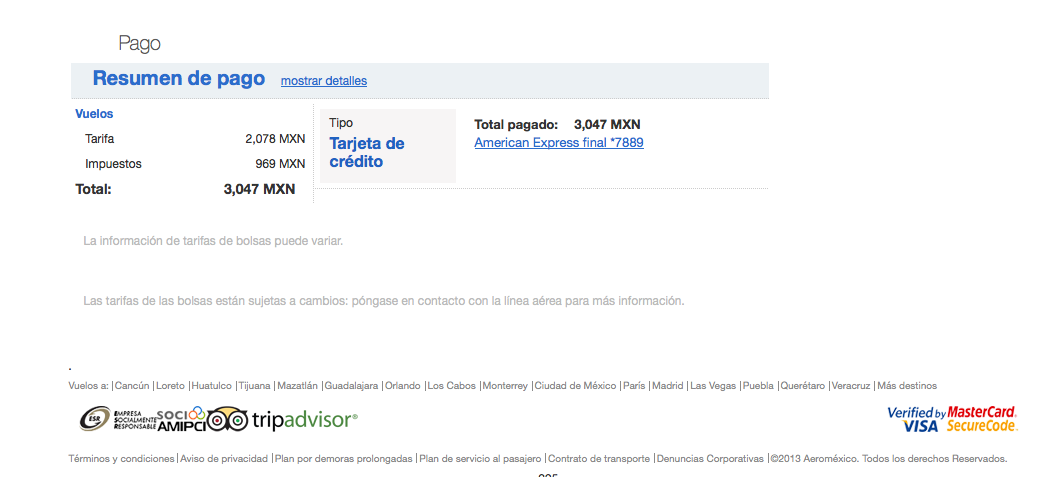 Pago
Resumen de pago mostrar detalles
Vuelos
Tarifa 2,078 MXN
Impuestos 969 MXN
Total: 3,047 MXN
Tipo
Tarjeta de
crédito
Total pagado: 3,047 MXN
American Express final *7889
La información de tarifas de bolsas puede variar.
Las tarifas de las bolsas están sujetas a cambios: póngase en contacto con la línea aérea para más información.
.
Vuelos a: |Cancún |Loreto |Huatulco |Tijuana |Mazatlán |Guadalajara |Orlando |Los Cabos |Monterrey |Ciudad de México |París |Madrid |Las Vegas |Puebla |Querétaro |Veracruz |Más destinos
ESR EMPRESA
SOCIALMENTE
RESPONSABLE
SOCIO
AMIPCI
tripadvisor®
Verified by
VISA
MasterCard.
SecureCode.
Términos y condiciones |Aviso de privacidad |Plan por demoras prolongadas |Plan de servicio al pasajero |Contrato de transporte |Denuncias Corporativas |©2013 Aeroméxico. Todos los derechos Reservados.